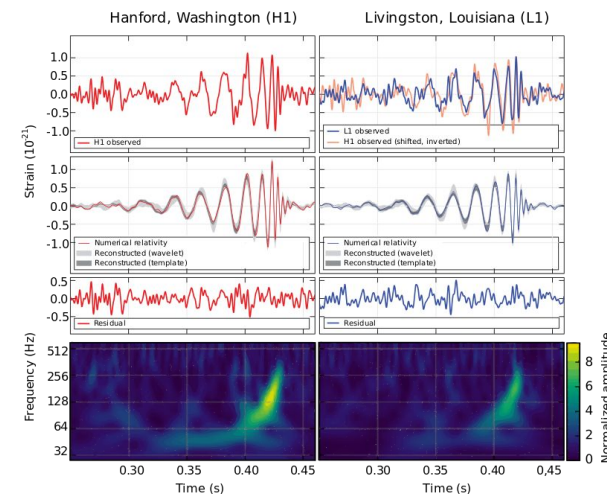 Hanford, Washington (H1)
Livingston, Louisiana (L1)
Strain (10⁻²¹)
1.0
0.5
0.0
-0.5
-1.0
H1 observed
L1 observed
H1 observed (shifted, inverted)
1.0
0.5
0.0
-0.5
-1.0
Numerical relativity
Reconstructed (wavelet)
Reconstructed (template)
Numerical relativity
Reconstructed (wavelet)
Reconstructed (template)
0.5
0.0
-0.5
Residual
Residual
Frequency (Hz)
512
256
128
64
32
Normalized amplitude
8
6
4
2
0
0.30
0.35
0.40
0.45
0.30
0,35
0.40
0.45
Time (s)
Time (s)